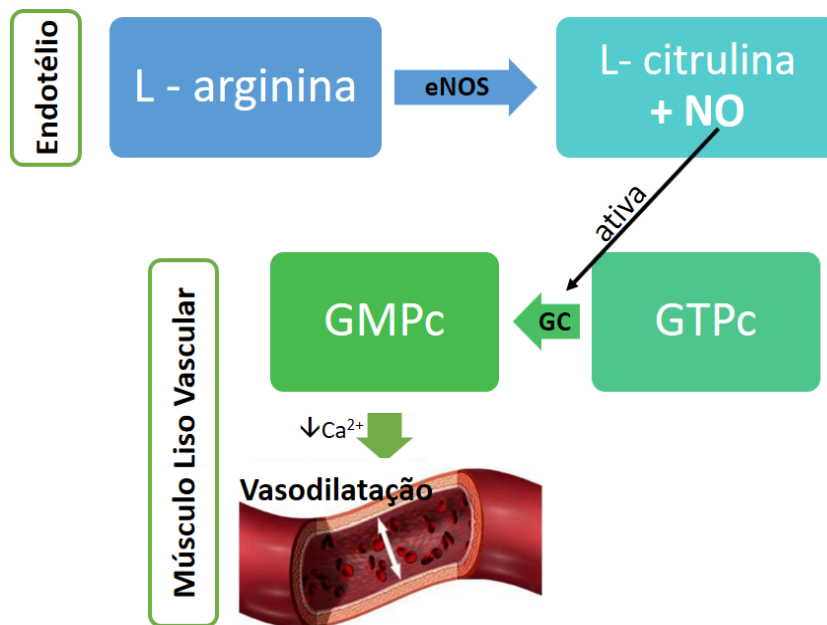 Endotélio
L - arginina
eNOS
L- citrulina
+ NO
ativa
Músculo Liso Vascular
GMPc
GC
GTPc
↓Ca²⁺
Vasodilatação